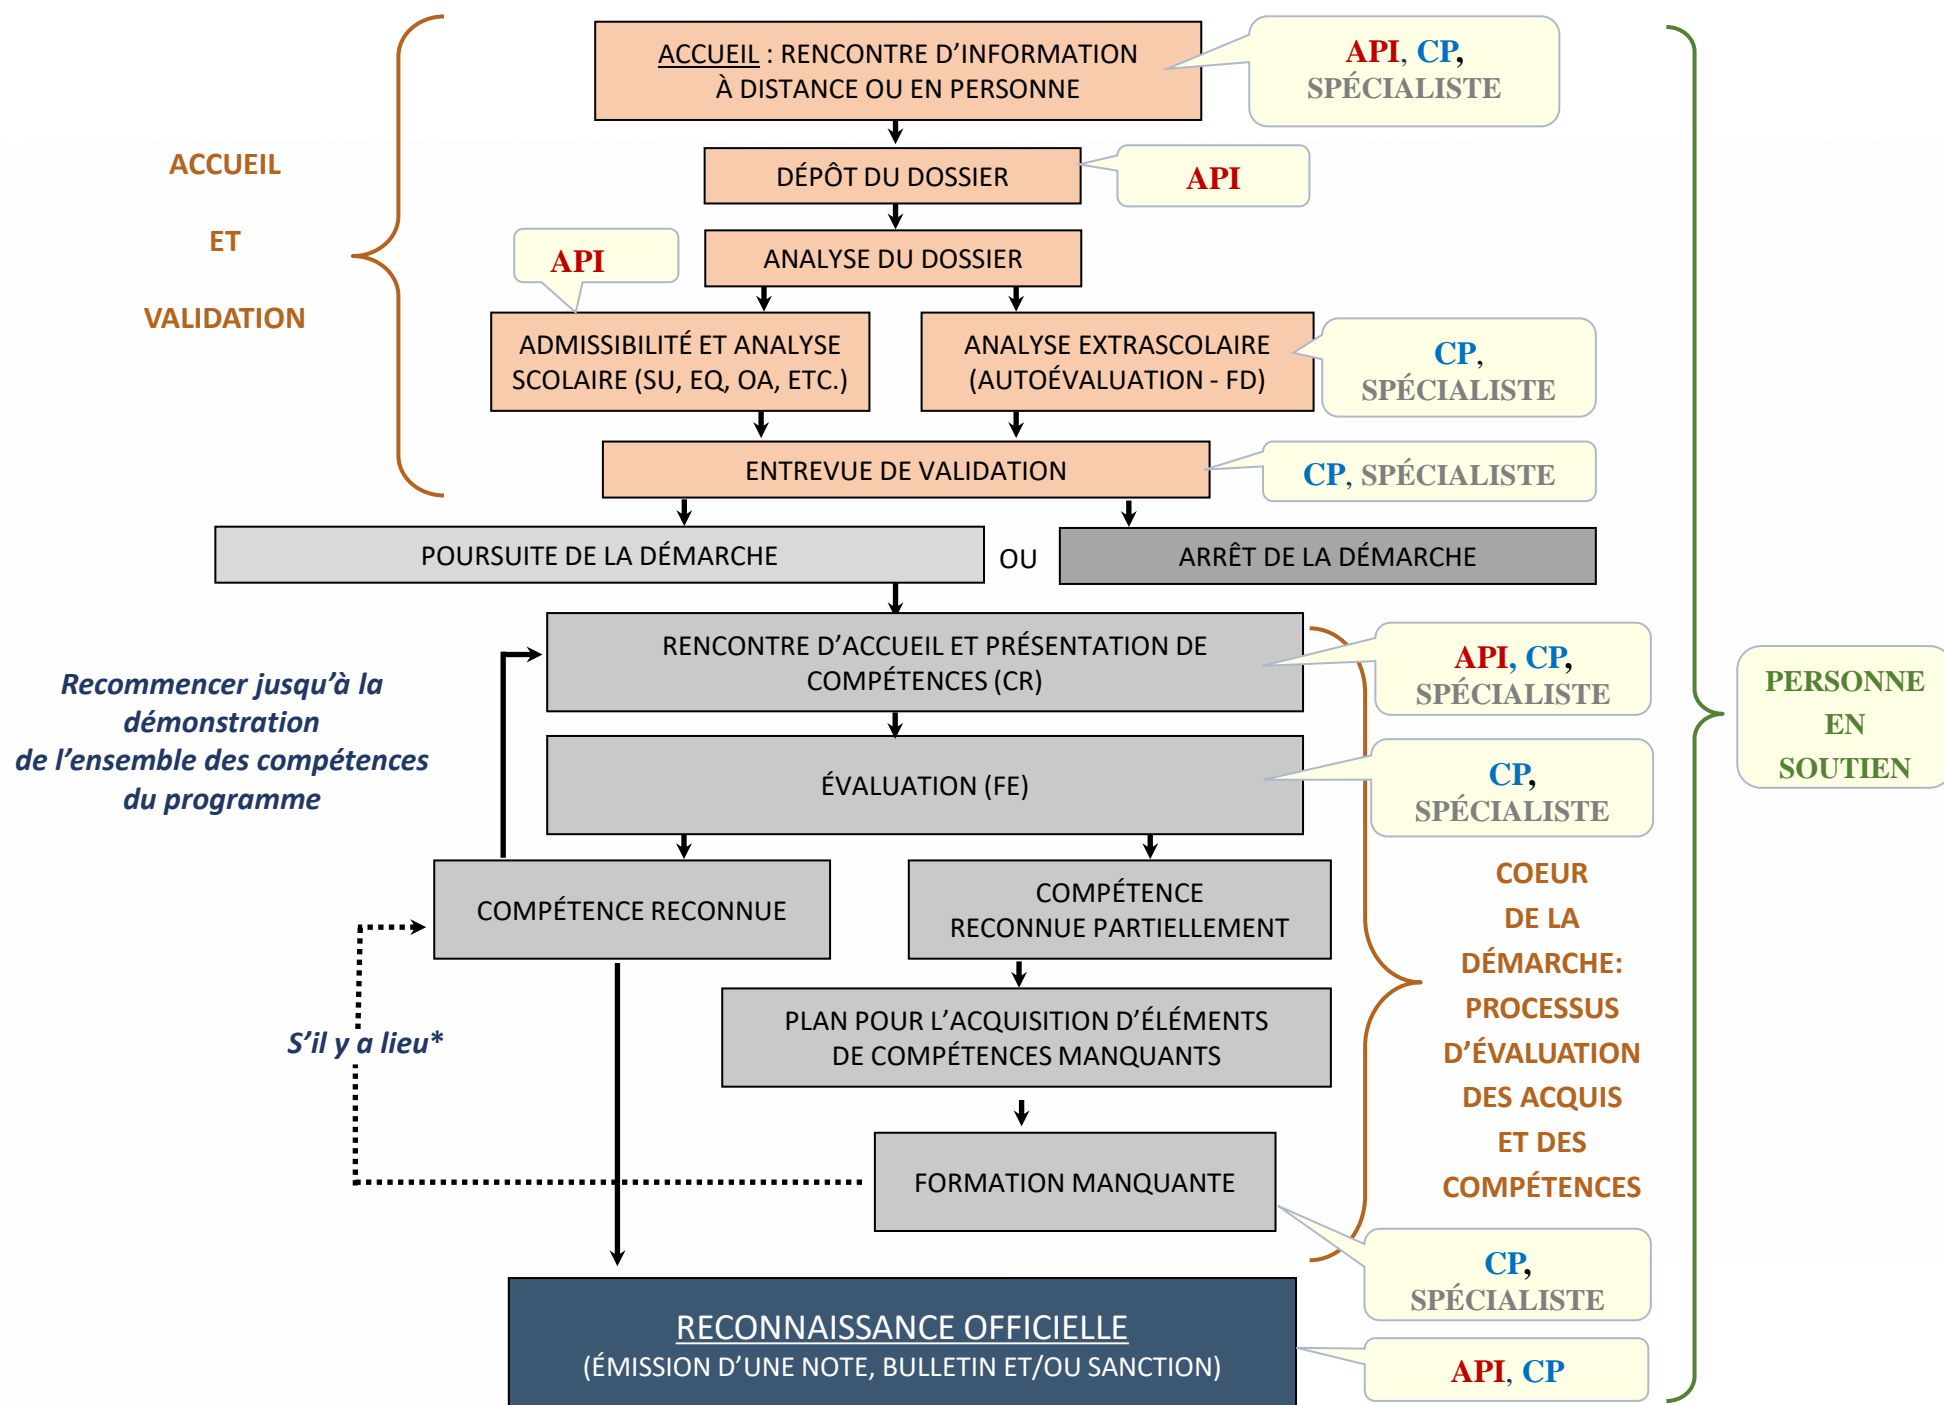 ACCUEIL : RENCONTRE D’INFORMATION
À DISTANCE OU EN PERSONNE
API, CP,
SPÉCIALISTE
ACCUEIL
ET
VALIDATION
DÉPÔT DU DOSSIER
API
ANALYSE DU DOSSIER
API
ADMISSIBILITÉ ET ANALYSE
SCOLAIRE (SU, EQ, OA, ETC.)
ANALYSE EXTRASCOLAIRE
(AUTOÉVALUATION - FD)
CP,
SPÉCIALISTE
ENTREVUE DE VALIDATION
CP, SPÉCIALISTE
POURSUITE DE LA DÉMARCHE
OU
ARRÊT DE LA DÉMARCHE
RENCONTRE D’ACCUEIL ET PRÉSENTATION DE
COMPÉTENCES (CR)
API, CP,
SPÉCIALISTE
PERSONNE
EN
SOUTIEN
Recommencer jusqu’à la
démonstration
de l’ensemble des compétences
du programme
ÉVALUATION (FE)
CP,
SPÉCIALISTE
COMPÉTENCE RECONNUE
COMPÉTENCE
RECONNUE PARTIELLEMENT
COEUR
DE LA
DÉMARCHE:
PROCESSUS
D’ÉVALUATION
DES ACQUIS
ET DES
COMPÉTENCES
S’il y a lieu*
PLAN POUR L’ACQUISITION D’ÉLÉMENTS
DE COMPÉTENCES MANQUANTS
FORMATION MANQUANTE
CP,
SPÉCIALISTE
RECONNAISSANCE OFFICIELLE
(ÉMISSION D’UNE NOTE, BULLETIN ET/OU SANCTION)
API, CP